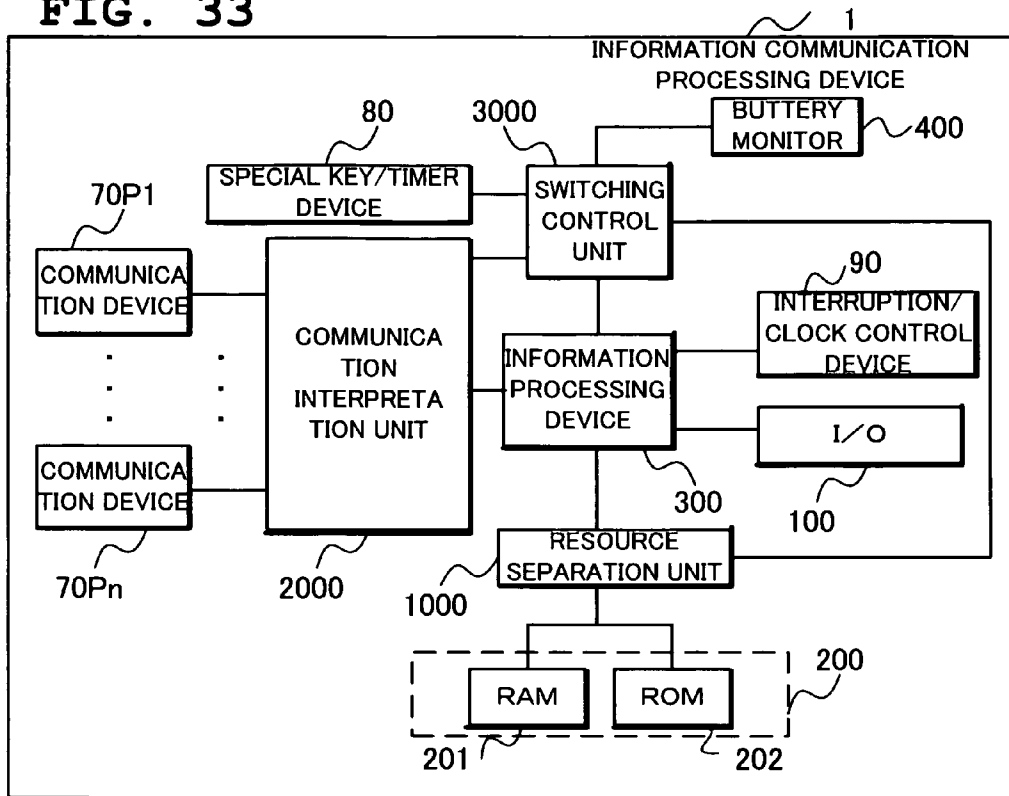 FIG. 33
1
INFORMATION COMMUNICATION
PROCESSING DEVICE
80
3000
BUTTERY
MONITOR
400
SPECIAL KEY/TIMER
DEVICE
SWITCHING
CONTROL
UNIT
70P1
COMMUNICA
TION DEVICE
COMMUNICA
TION
INTERPRETA
TION UNIT
90
INTERRUPTION/
CLOCK CONTROL
DEVICE
INFORMATION
PROCESSING
DEVICE
I/O
COMMUNICA
TION DEVICE
300
100
70Pn
2000
RESOURCE
SEPARATION UNIT
1000
200
RAM
ROM
201
202